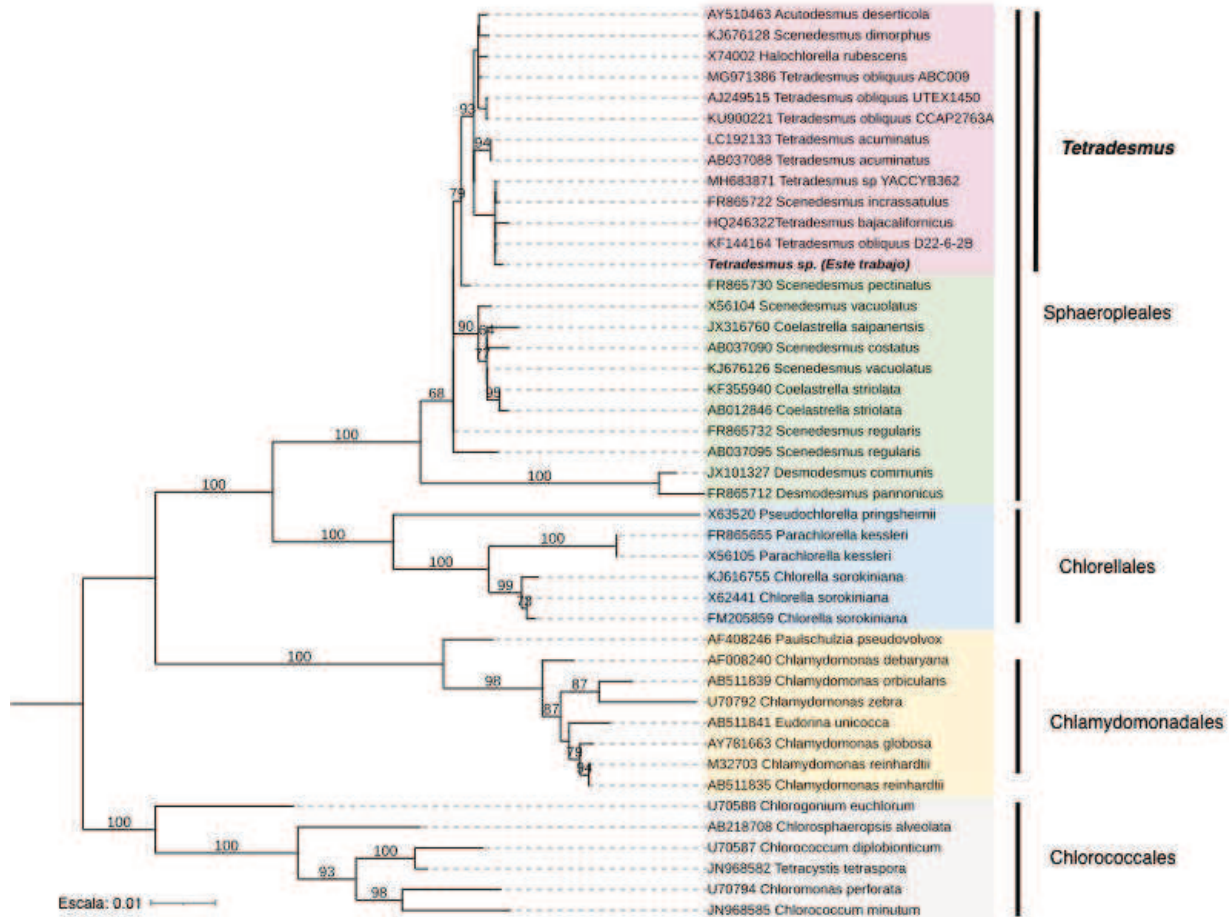 AY510463 Acutodesmus deserticola
KJ676128 Scenedesmus dimorphus
X74002 Halochlorella rubescens
MG971386 Tetradesmus obliquus ABC009
AJ249515 Tetradesmus obliquus UTEX1450
KU900221 Tetradesmus obliquus CCAP2763A
LC192133 Tetradesmus acuminatus
AB037088 Tetradesmus acuminatus
MH683871 Tetradesmus sp YACCYB362
FR865722 Scenedesmus incrassatulus
HQ246322Tetradesmus bajacalifornicus
KF144164 Tetradesmus obliquus D22-6-2B
Tetradesmus sp. (Este trabajo)
FR865730 Scenedesmus pectinatus
X56104 Scenedesmus vacuolatus
JX316760 Coelastrella saipanensis
AB037090 Scenedesmus costatus
KJ676126 Scenedesmus vacuolatus
KF355940 Coelastrella striolata
AB012846 Coelastrella striolata
FR865732 Scenedesmus regularis
AB037095 Scenedesmus regularis
JX101327 Desmodesmus communis
FR865712 Desmodesmus pannonicus
X63520 Pseudochlorella pringsheimii
FR865655 Parachlorella kessleri
X56105 Parachlorella kessleri
KJ616755 Chlorella sorokiniana
X62441 Chlorella sorokiniana
FM205859 Chlorella sorokiniana
AF408246 Paulschulzia pseudovolvox
AF008240 Chlamydomonas debaryana
AB511839 Chlamydomonas orbicularis
U70792 Chlamydomonas zebra
AB511841 Eudorina unicocca
AY781663 Chlamydomonas globosa
M32703 Chlamydomonas reinhardtii
AB511835 Chlamydomonas reinhardtii
U70588 Chlorogonium euchlorum
AB218708 Chlorosphaeropsis alveolata
U70587 Chlorococcum diplobionticum
JN968582 Tetracystis tetraspora
U70794 Chloromonas perforata
JN968585 Chlorococcum minutum
Tetradesmus
Sphaeropleales
Chlorellales
Chlamydomonadales
Chlorococcales
93
94
79
90
77
99
68
100
100
100
100
100
100
99
78
100
98
87
87
79
94
100
100
93
100
98
Escala: 0.01